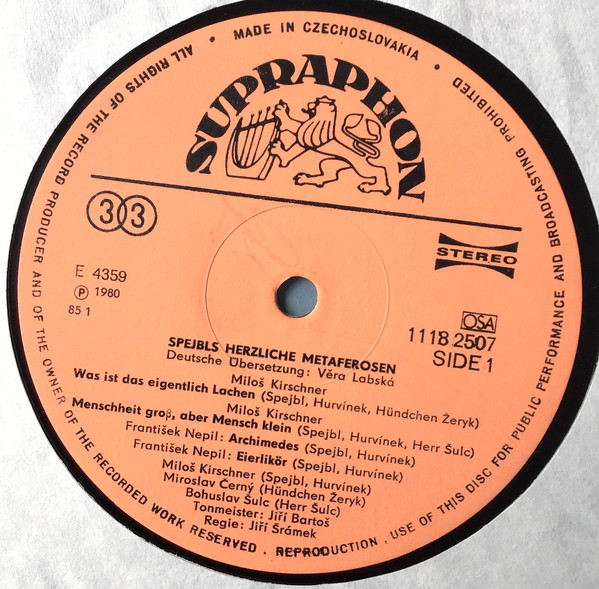 MADE IN CZECHOSLOVAKIA
ALL RIGHTS OF THE RECORD PRODUCER AND OF THE OWNER OF THE RECORDED WORK RESERVED . REPRODUCTION . USE OF THIS DISC FOR PUBLIC PERFORMANCE AND BROADCASTING PROHIBITED
SUPRAPHON
33
STEREO
E 4359
Ⓟ 1980
85 1
OSA
1118 2507
SIDE 1
SPEJBLS HERZLICHE METAFEROSEN
Deutsche Übersetzung: Věra Labská
Miloš Kirschner
Was ist das eigentlich Lachen (Spejbl, Hurvínek, Hündchen Žeryk)
Miloš Kirschner
Menschheit groβ, aber Mensch klein (Spejbl, Hurvínek, Herr Šulc)
František Nepil: Archimedes (Spejbl, Hurvínek)
František Nepil: Eierlikör (Spejbl, Hurvínek)
Miloš Kirschner (Spejbl, Hurvínek)
Miroslav Černý (Hündchen Žeryk)
Bohuslav Šulc (Herr Šulc)
Tonmeister: Jiří Bartoš
Regie: Jiří Šrámek